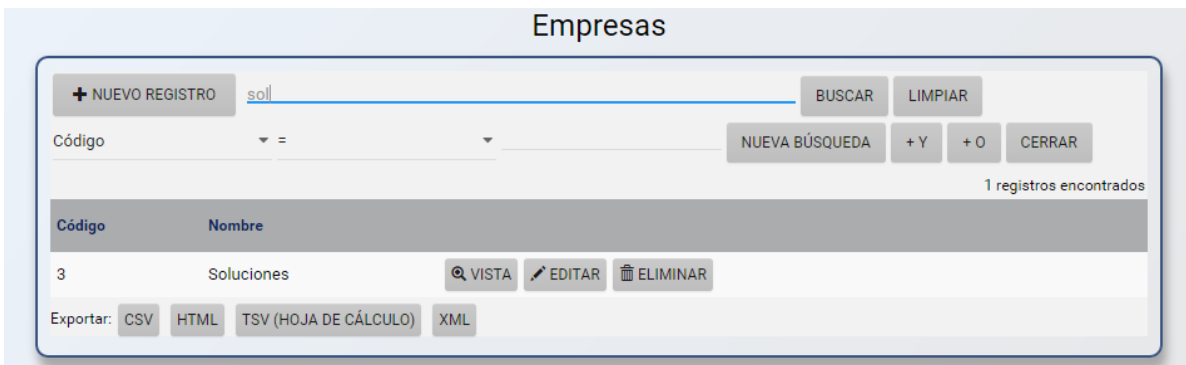 Empresas
NUEVO REGISTRO sol BUSCAR LIMPIAR
Código = NUEVA BÚSQUEDA + Y + O CERRAR
1 registros encontrados
Código Nombre
3 Soluciones VISTA EDITAR ELIMINAR
Exportar: CSV HTML TSV (HOJA DE CÁLCULO) XML